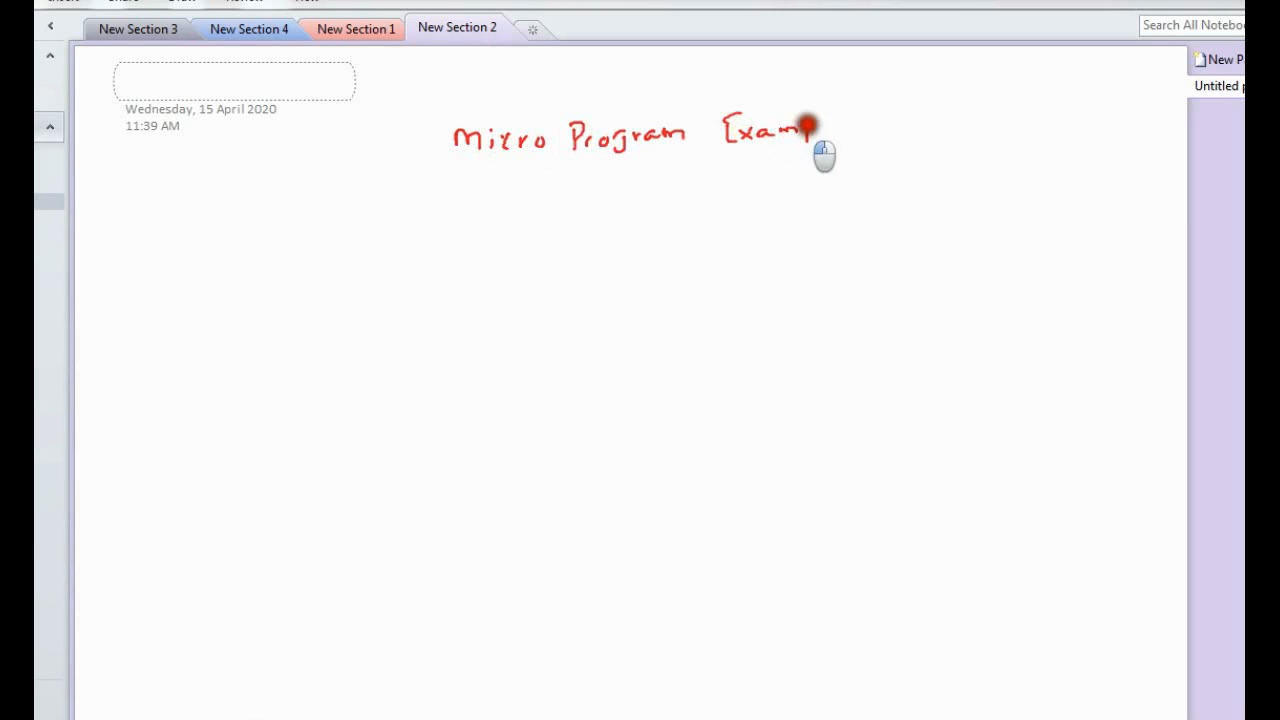 New Section 3 New Section 4 New Section 1 New Section 2 Search All Noteboo
New P
Untitled p
Wednesday, 15 April 2020
11:39 AM
Micro Program Examp